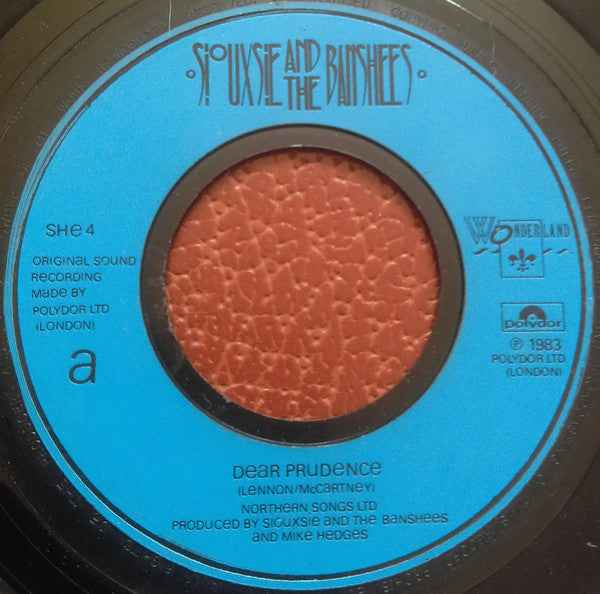 SIOUXSIE AND THE BANSHEES
SHE 4
ORIGINAL SOUND
RECORDING
MADE BY
POLYDOR LTD
(LONDON)
a
WONDERLAND
polydor
℗ 1983
POLYDOR LTD
(LONDON)
DEAR PRUDENCE
(LENNON/McCARTNEY)
NORTHERN SONGS LTD
PRODUCED BY SIOUXSIE AND THE BANSHEES
AND MIKE HEDGES